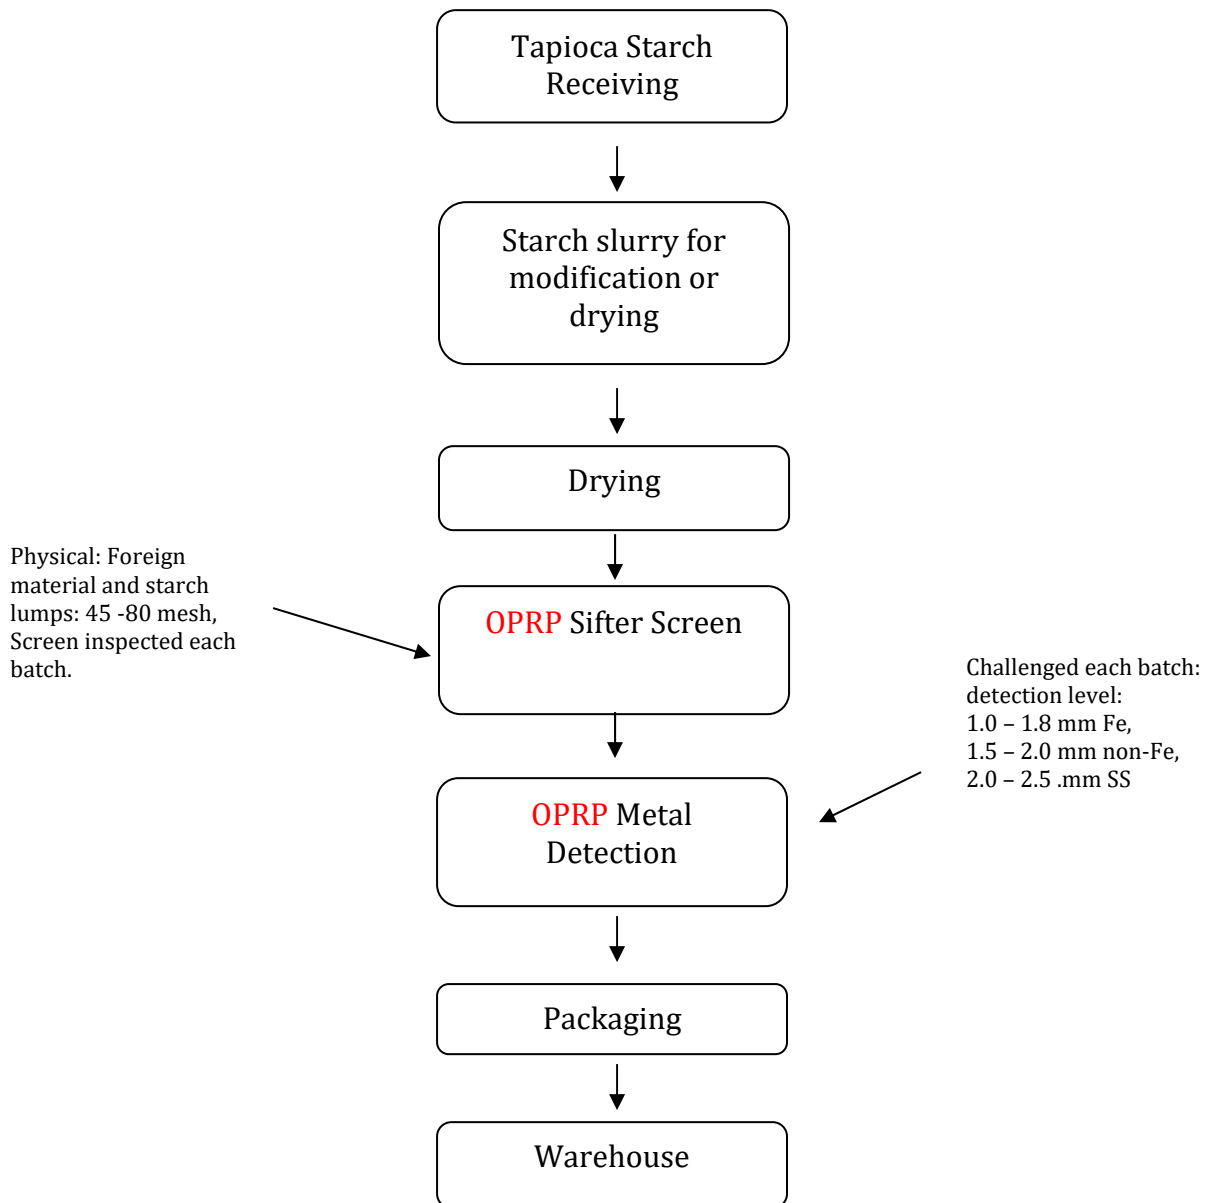 Tapioca Starch
Receiving
Starch slurry for
modification or
drying
Drying
Physical: Foreign
material and starch
lumps: 45 -80 mesh,
Screen inspected each
batch.
OPRP Sifter Screen
Challenged each batch:
detection level:
1.0 – 1.8 mm Fe,
1.5 – 2.0 mm non-Fe,
2.0 – 2.5 .mm SS
OPRP Metal
Detection
Packaging
Warehouse